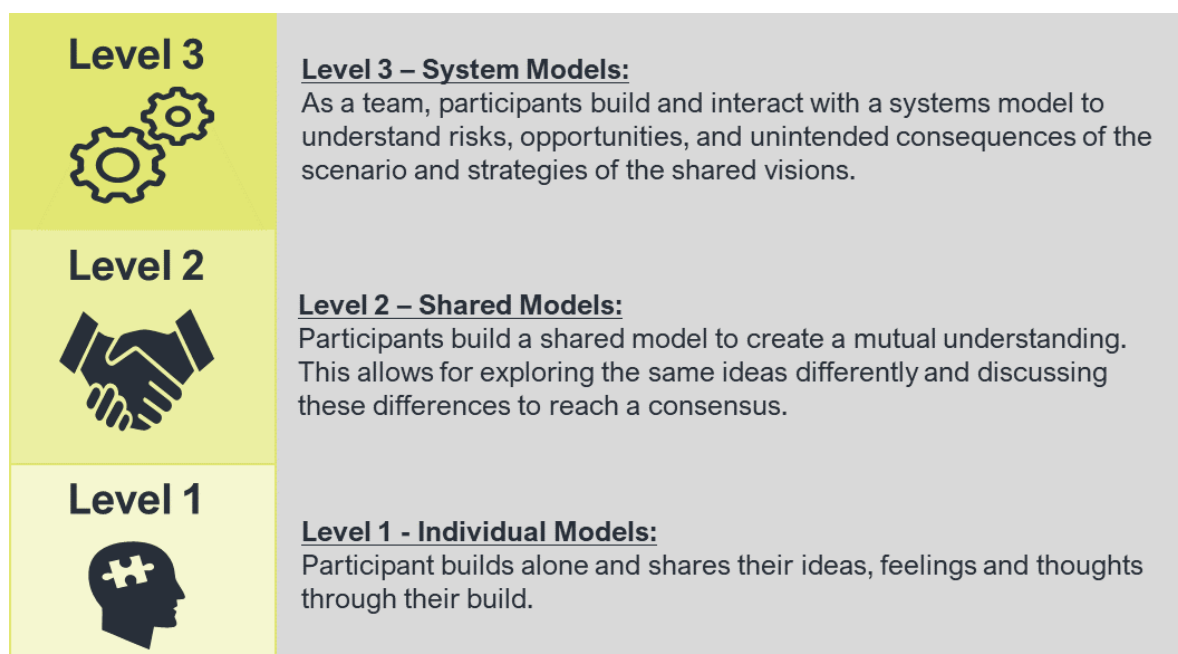 Level 3
Level 3 – System Models:
As a team, participants build and interact with a systems model to
understand risks, opportunities, and unintended consequences of the
scenario and strategies of the shared visions.
Level 2
Level 2 – Shared Models:
Participants build a shared model to create a mutual understanding.
This allows for exploring the same ideas differently and discussing
these differences to reach a consensus.
Level 1
Level 1 - Individual Models:
Participant builds alone and shares their ideas, feelings and thoughts
through their build.